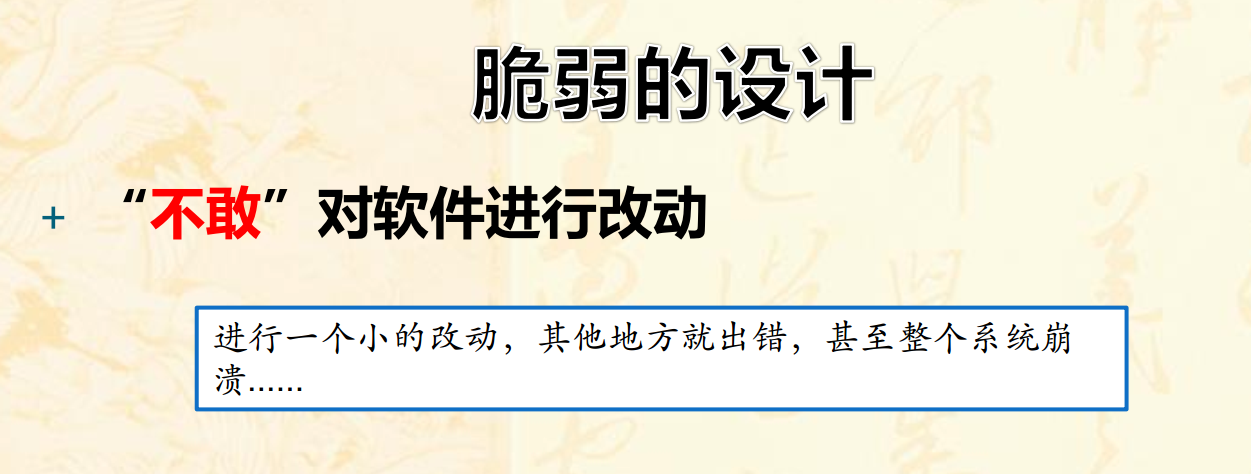 脆弱的设计
+ “不敢”对软件进行改动
进行一个小的改动，其他地方就出错，甚至整个系统崩
溃……